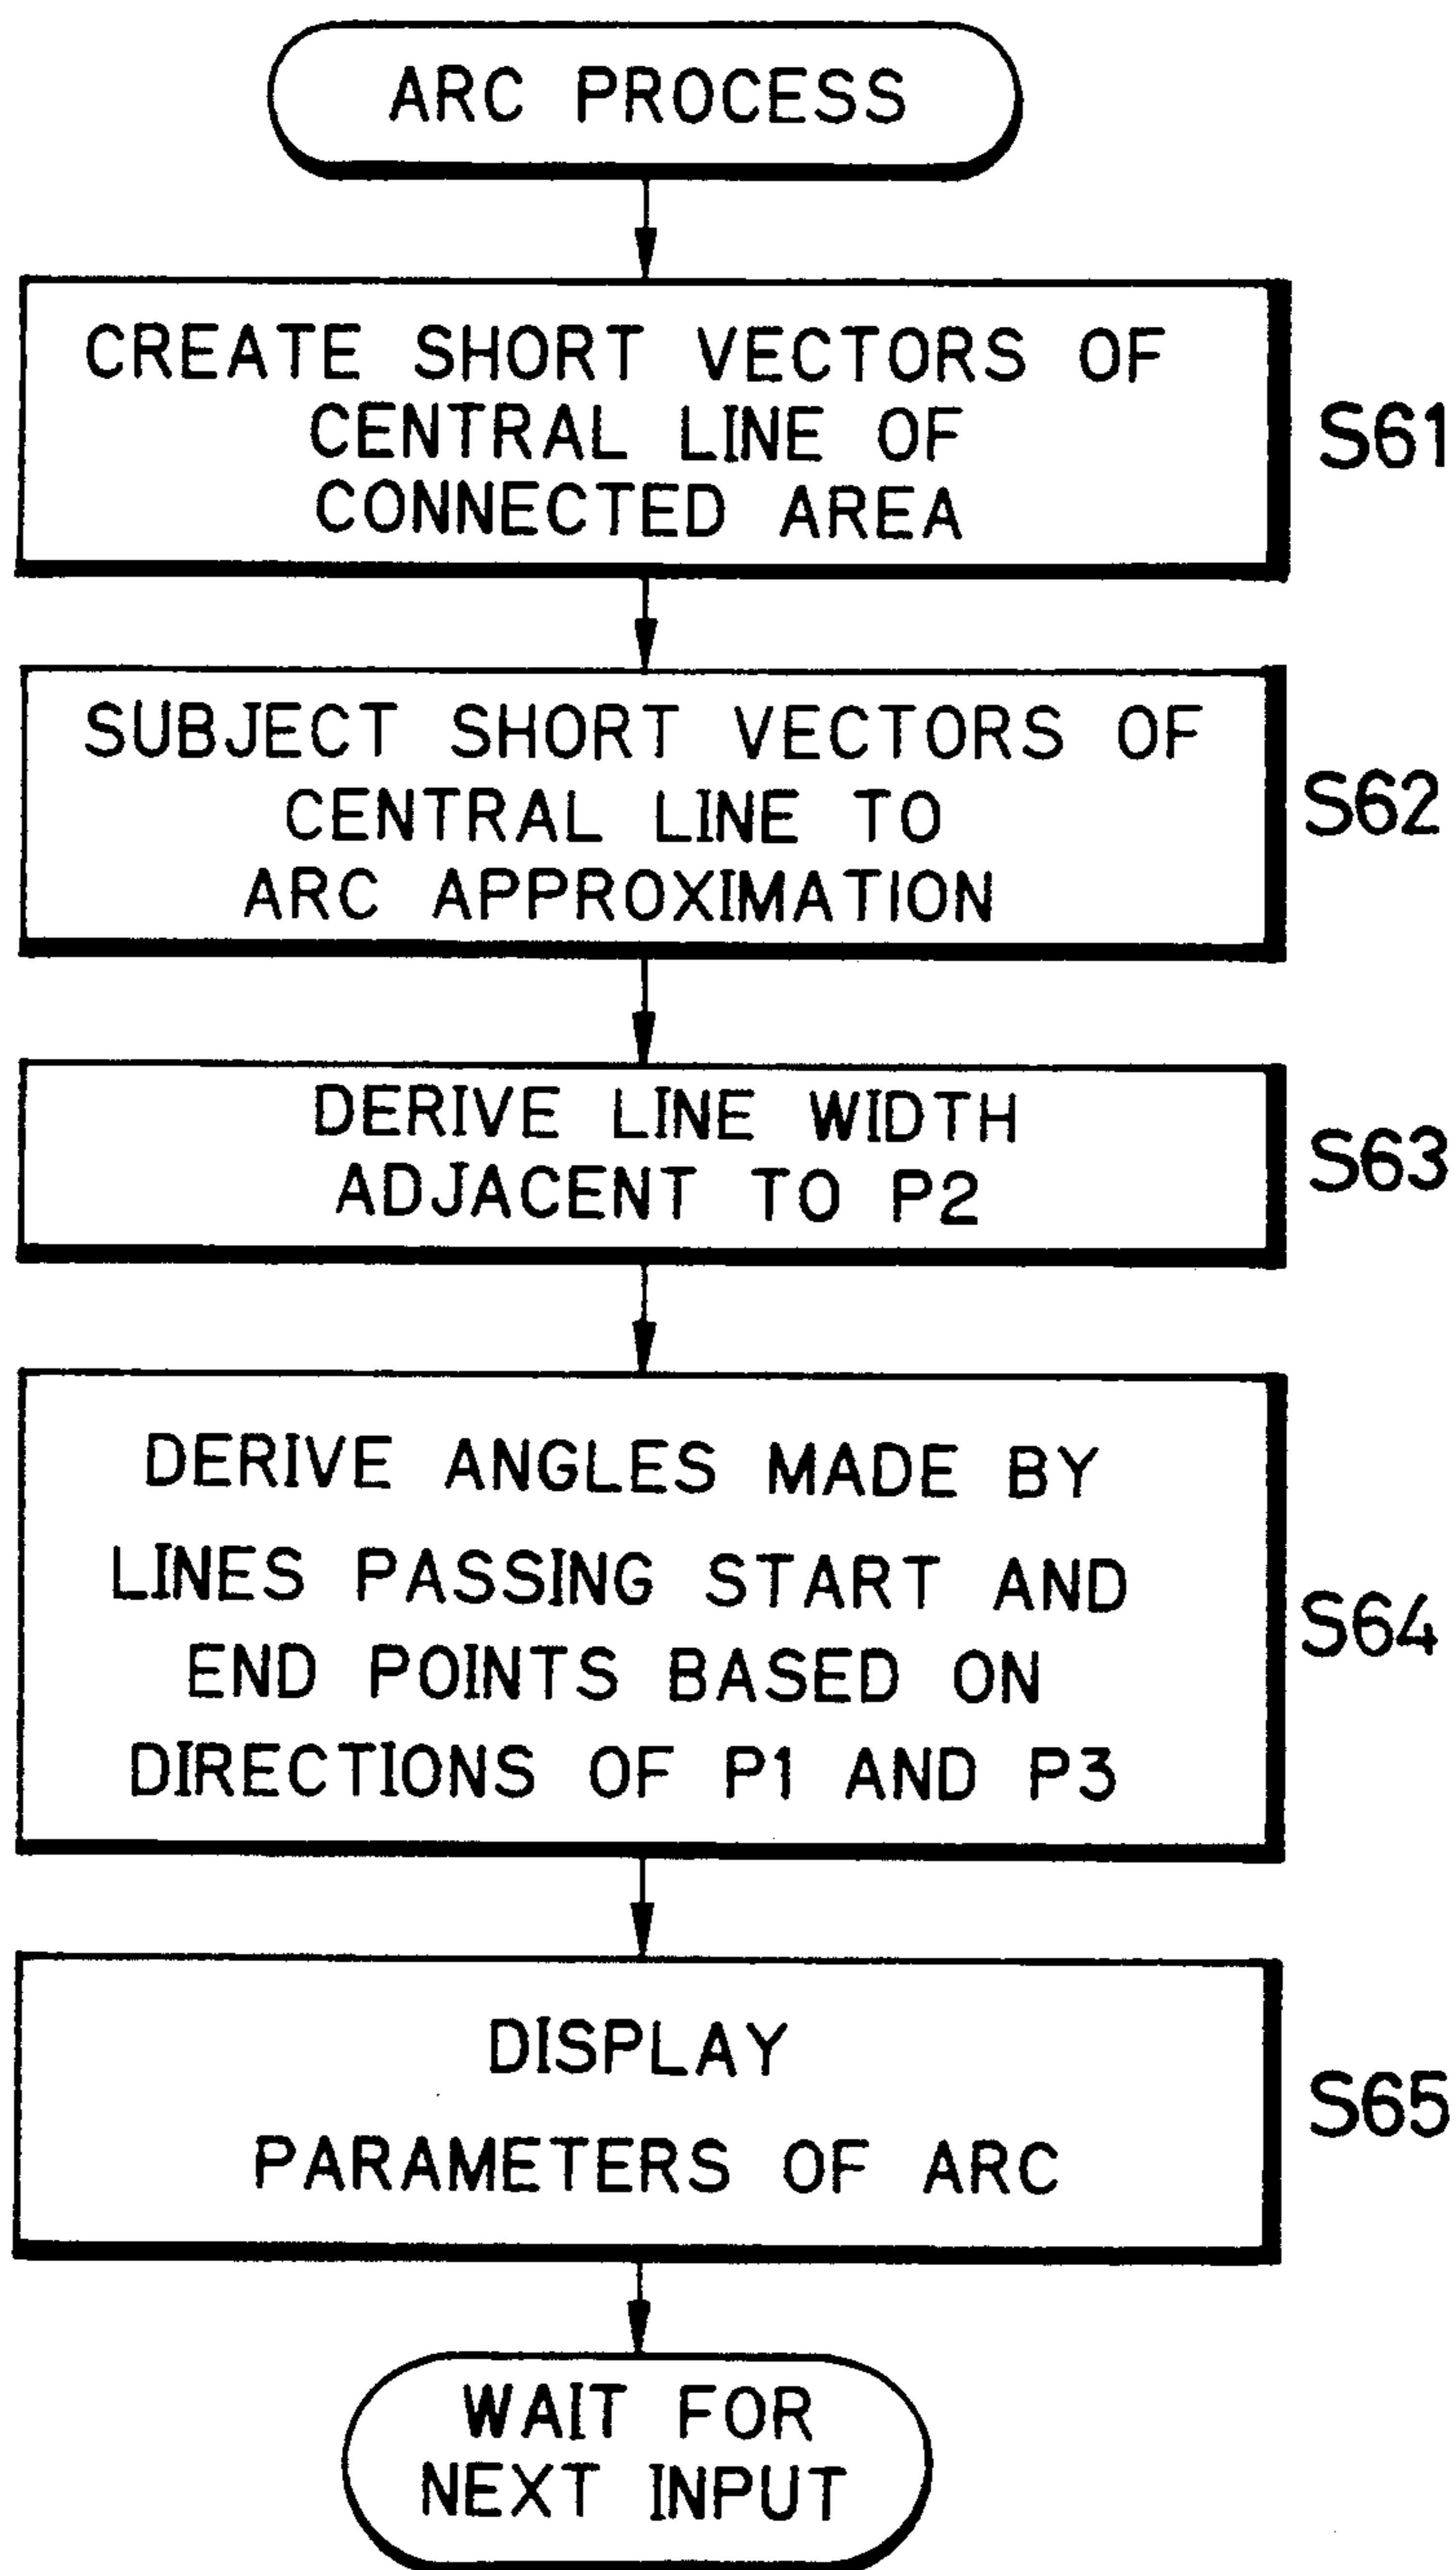 ARC PROCESS
CREATE SHORT VECTORS OF
CENTRAL LINE OF
CONNECTED AREA
S61
SUBJECT SHORT VECTORS OF
CENTRAL LINE TO
ARC APPROXIMATION
S62
DERIVE LINE WIDTH
ADJACENT TO P2
S63
DERIVE ANGLES MADE BY
LINES PASSING START AND
END POINTS BASED ON
DIRECTIONS OF P1 AND P3
S64
DISPLAY
PARAMETERS OF ARC
S65
WAIT FOR
NEXT INPUT